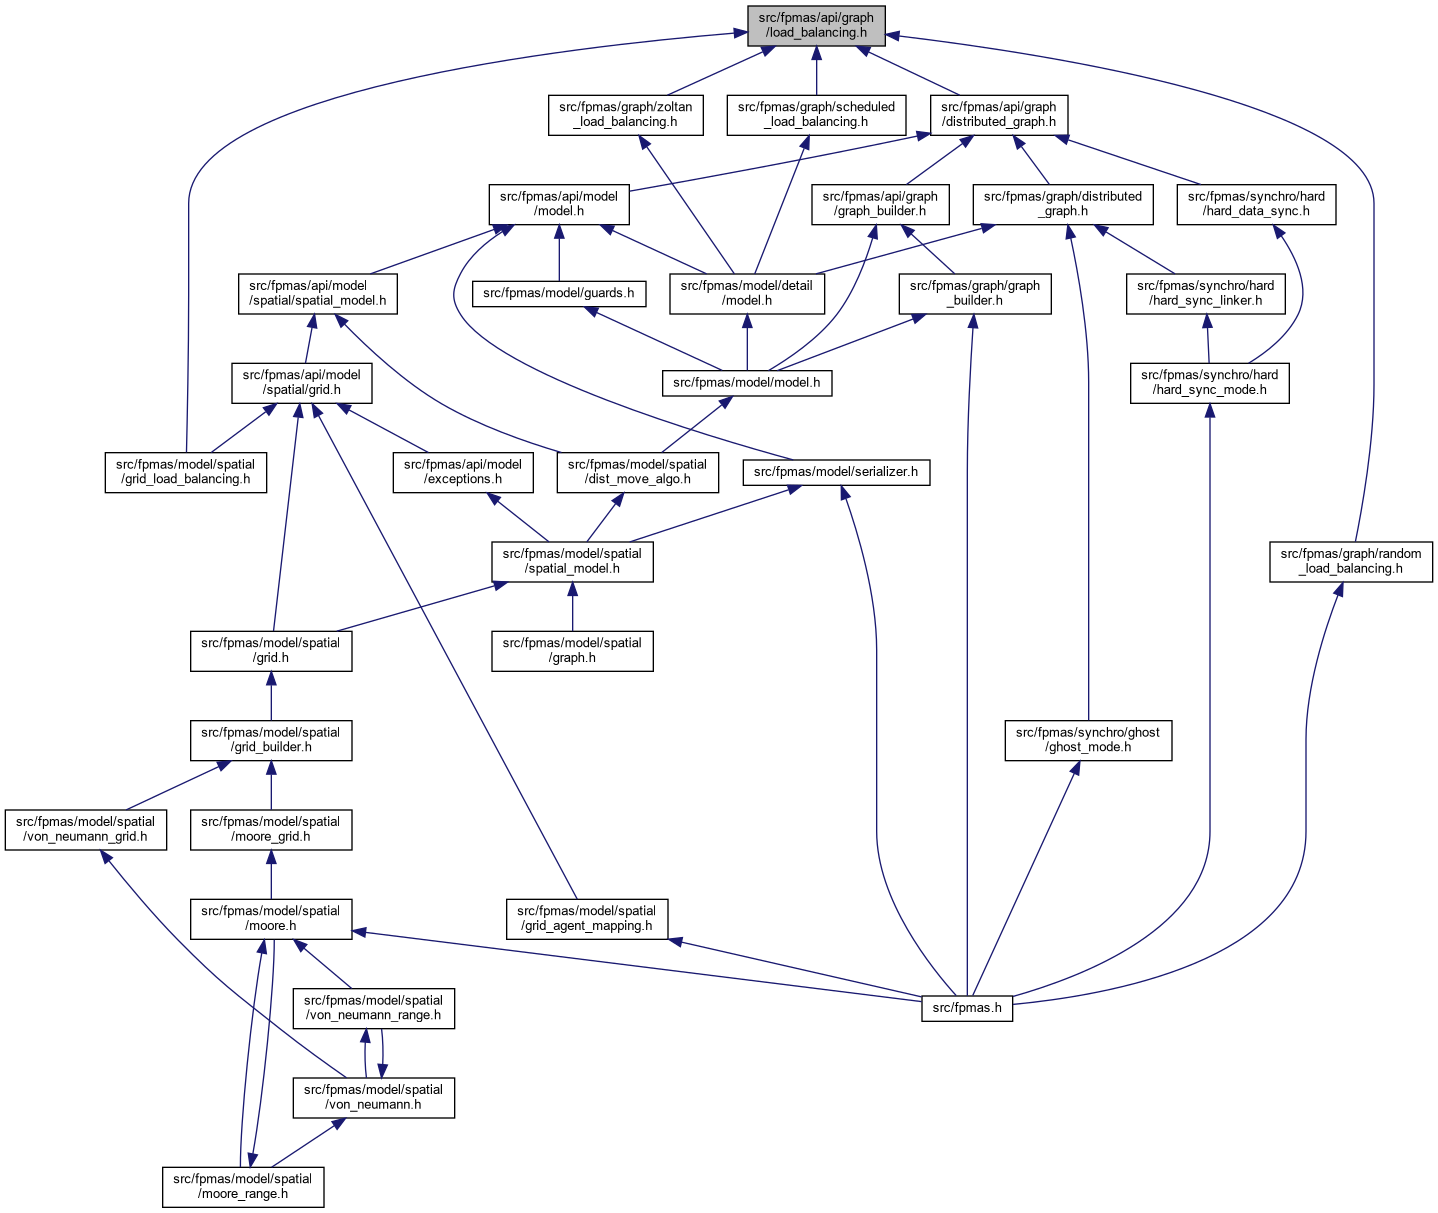 src/fpmas/api/graph
/load_balancing.h
src/fpmas/graph/zoltan
_load_balancing.h
src/fpmas/graph/scheduled
_load_balancing.h
src/fpmas/api/graph
/distributed_graph.h
src/fpmas/api/model
/model.h
src/fpmas/api/graph
/graph_builder.h
src/fpmas/graph/distributed
_graph.h
src/fpmas/synchro/hard
/hard_data_sync.h
src/fpmas/api/model
/spatial/spatial_model.h
src/fpmas/model/guards.h
src/fpmas/model/detail
/model.h
src/fpmas/graph/graph
_builder.h
src/fpmas/synchro/hard
/hard_sync_linker.h
src/fpmas/api/model
/spatial/grid.h
src/fpmas/model/model.h
src/fpmas/synchro/hard
/hard_sync_mode.h
src/fpmas/model/spatial
/grid_load_balancing.h
src/fpmas/api/model
/exceptions.h
src/fpmas/model/spatial
/dist_move_algo.h
src/fpmas/model/serializer.h
src/fpmas/model/spatial
/spatial_model.h
src/fpmas/graph/random
_load_balancing.h
src/fpmas/model/spatial
/grid.h
src/fpmas/model/spatial
/graph.h
src/fpmas/model/spatial
/grid_builder.h
src/fpmas/synchro/ghost
/ghost_mode.h
src/fpmas/model/spatial
/von_neumann_grid.h
src/fpmas/model/spatial
/moore_grid.h
src/fpmas/model/spatial
/moore.h
src/fpmas/model/spatial
/grid_agent_mapping.h
src/fpmas/model/spatial
/von_neumann_range.h
src/fpmas.h
src/fpmas/model/spatial
/von_neumann.h
src/fpmas/model/spatial
/moore_range.h